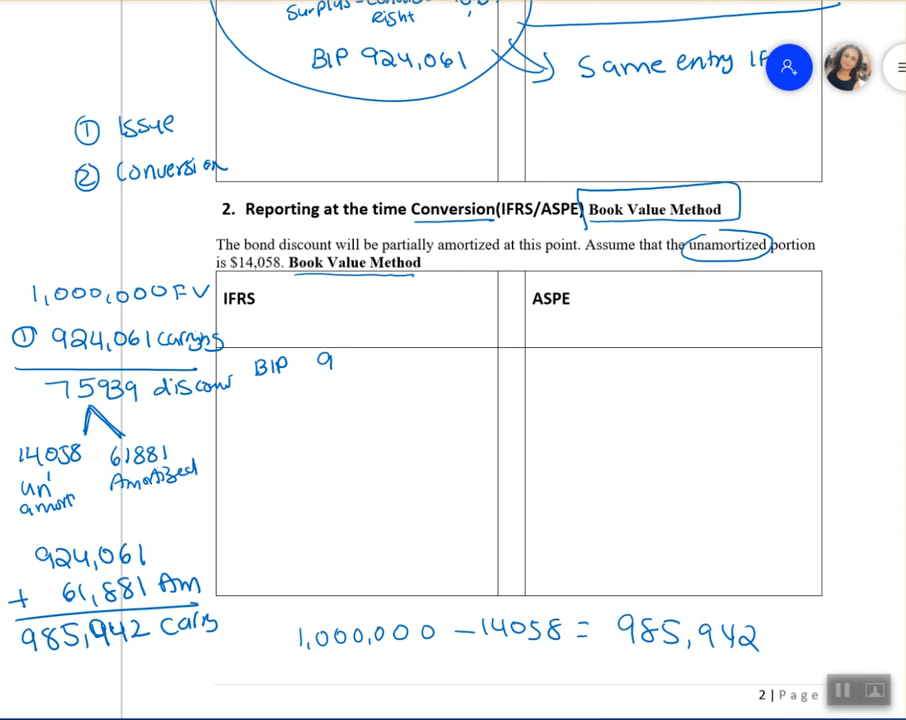 Surplus
Right
BIP 924,061
Same entry IF
① Issue
② Conversion
2. Reporting at the time Conversion(IFRS/ASPE) Book Value Method
The bond discount will be partially amortized at this point. Assume that the unamortized portion
is $14,058. Book Value Method
1,000,000 FV
IFRS
ASPE
① 924,061
BIP 9
75939
14058 61881
un Amortized
amort
924,061
+ 61,881 Am
985,942 Carry
1,000,000 - 14058 = 985,942
2 | Page